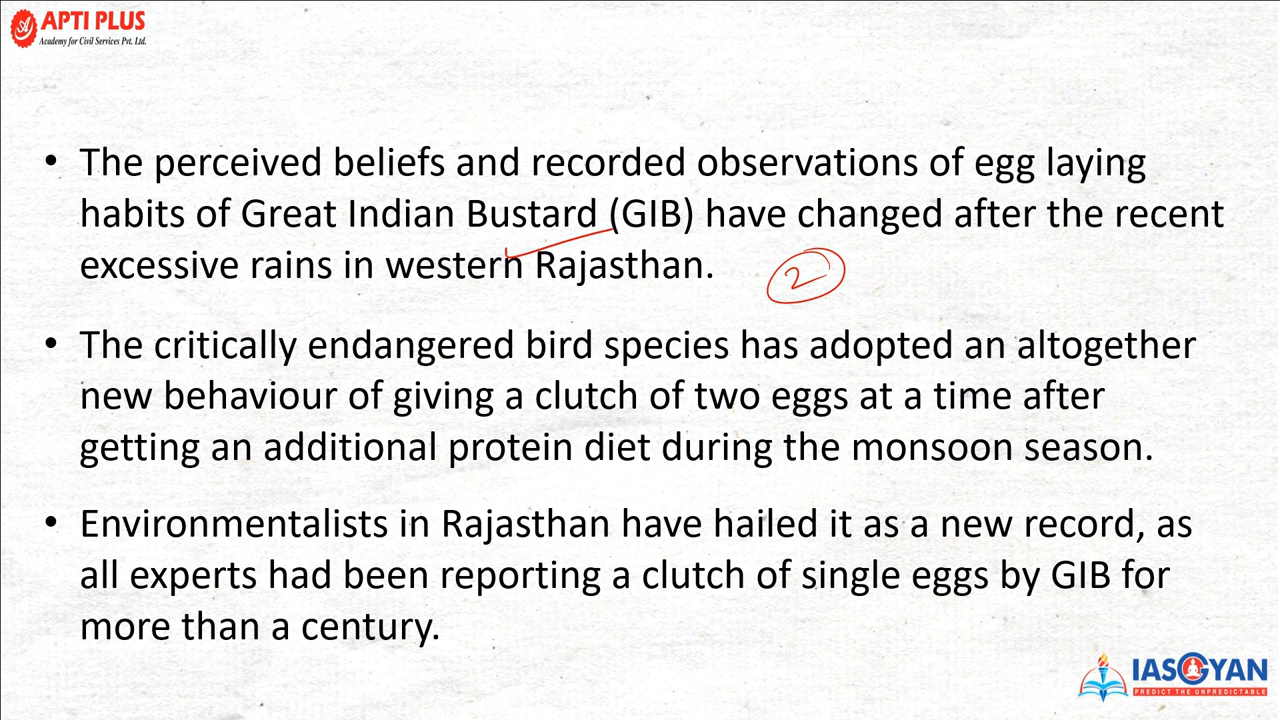 APTI PLUS
Academy for Civil Services Pvt. Ltd.
• The perceived beliefs and recorded observations of egg laying
habits of Great Indian Bustard (GIB) have changed after the recent
excessive rains in western Rajasthan.
2
• The critically endangered bird species has adopted an altogether
new behaviour of giving a clutch of two eggs at a time after
getting an additional protein diet during the monsoon season.
• Environmentalists in Rajasthan have hailed it as a new record, as
all experts had been reporting a clutch of single eggs by GIB for
more than a century.
IASGYAN
PREDICT THE UNPREDICTABLE